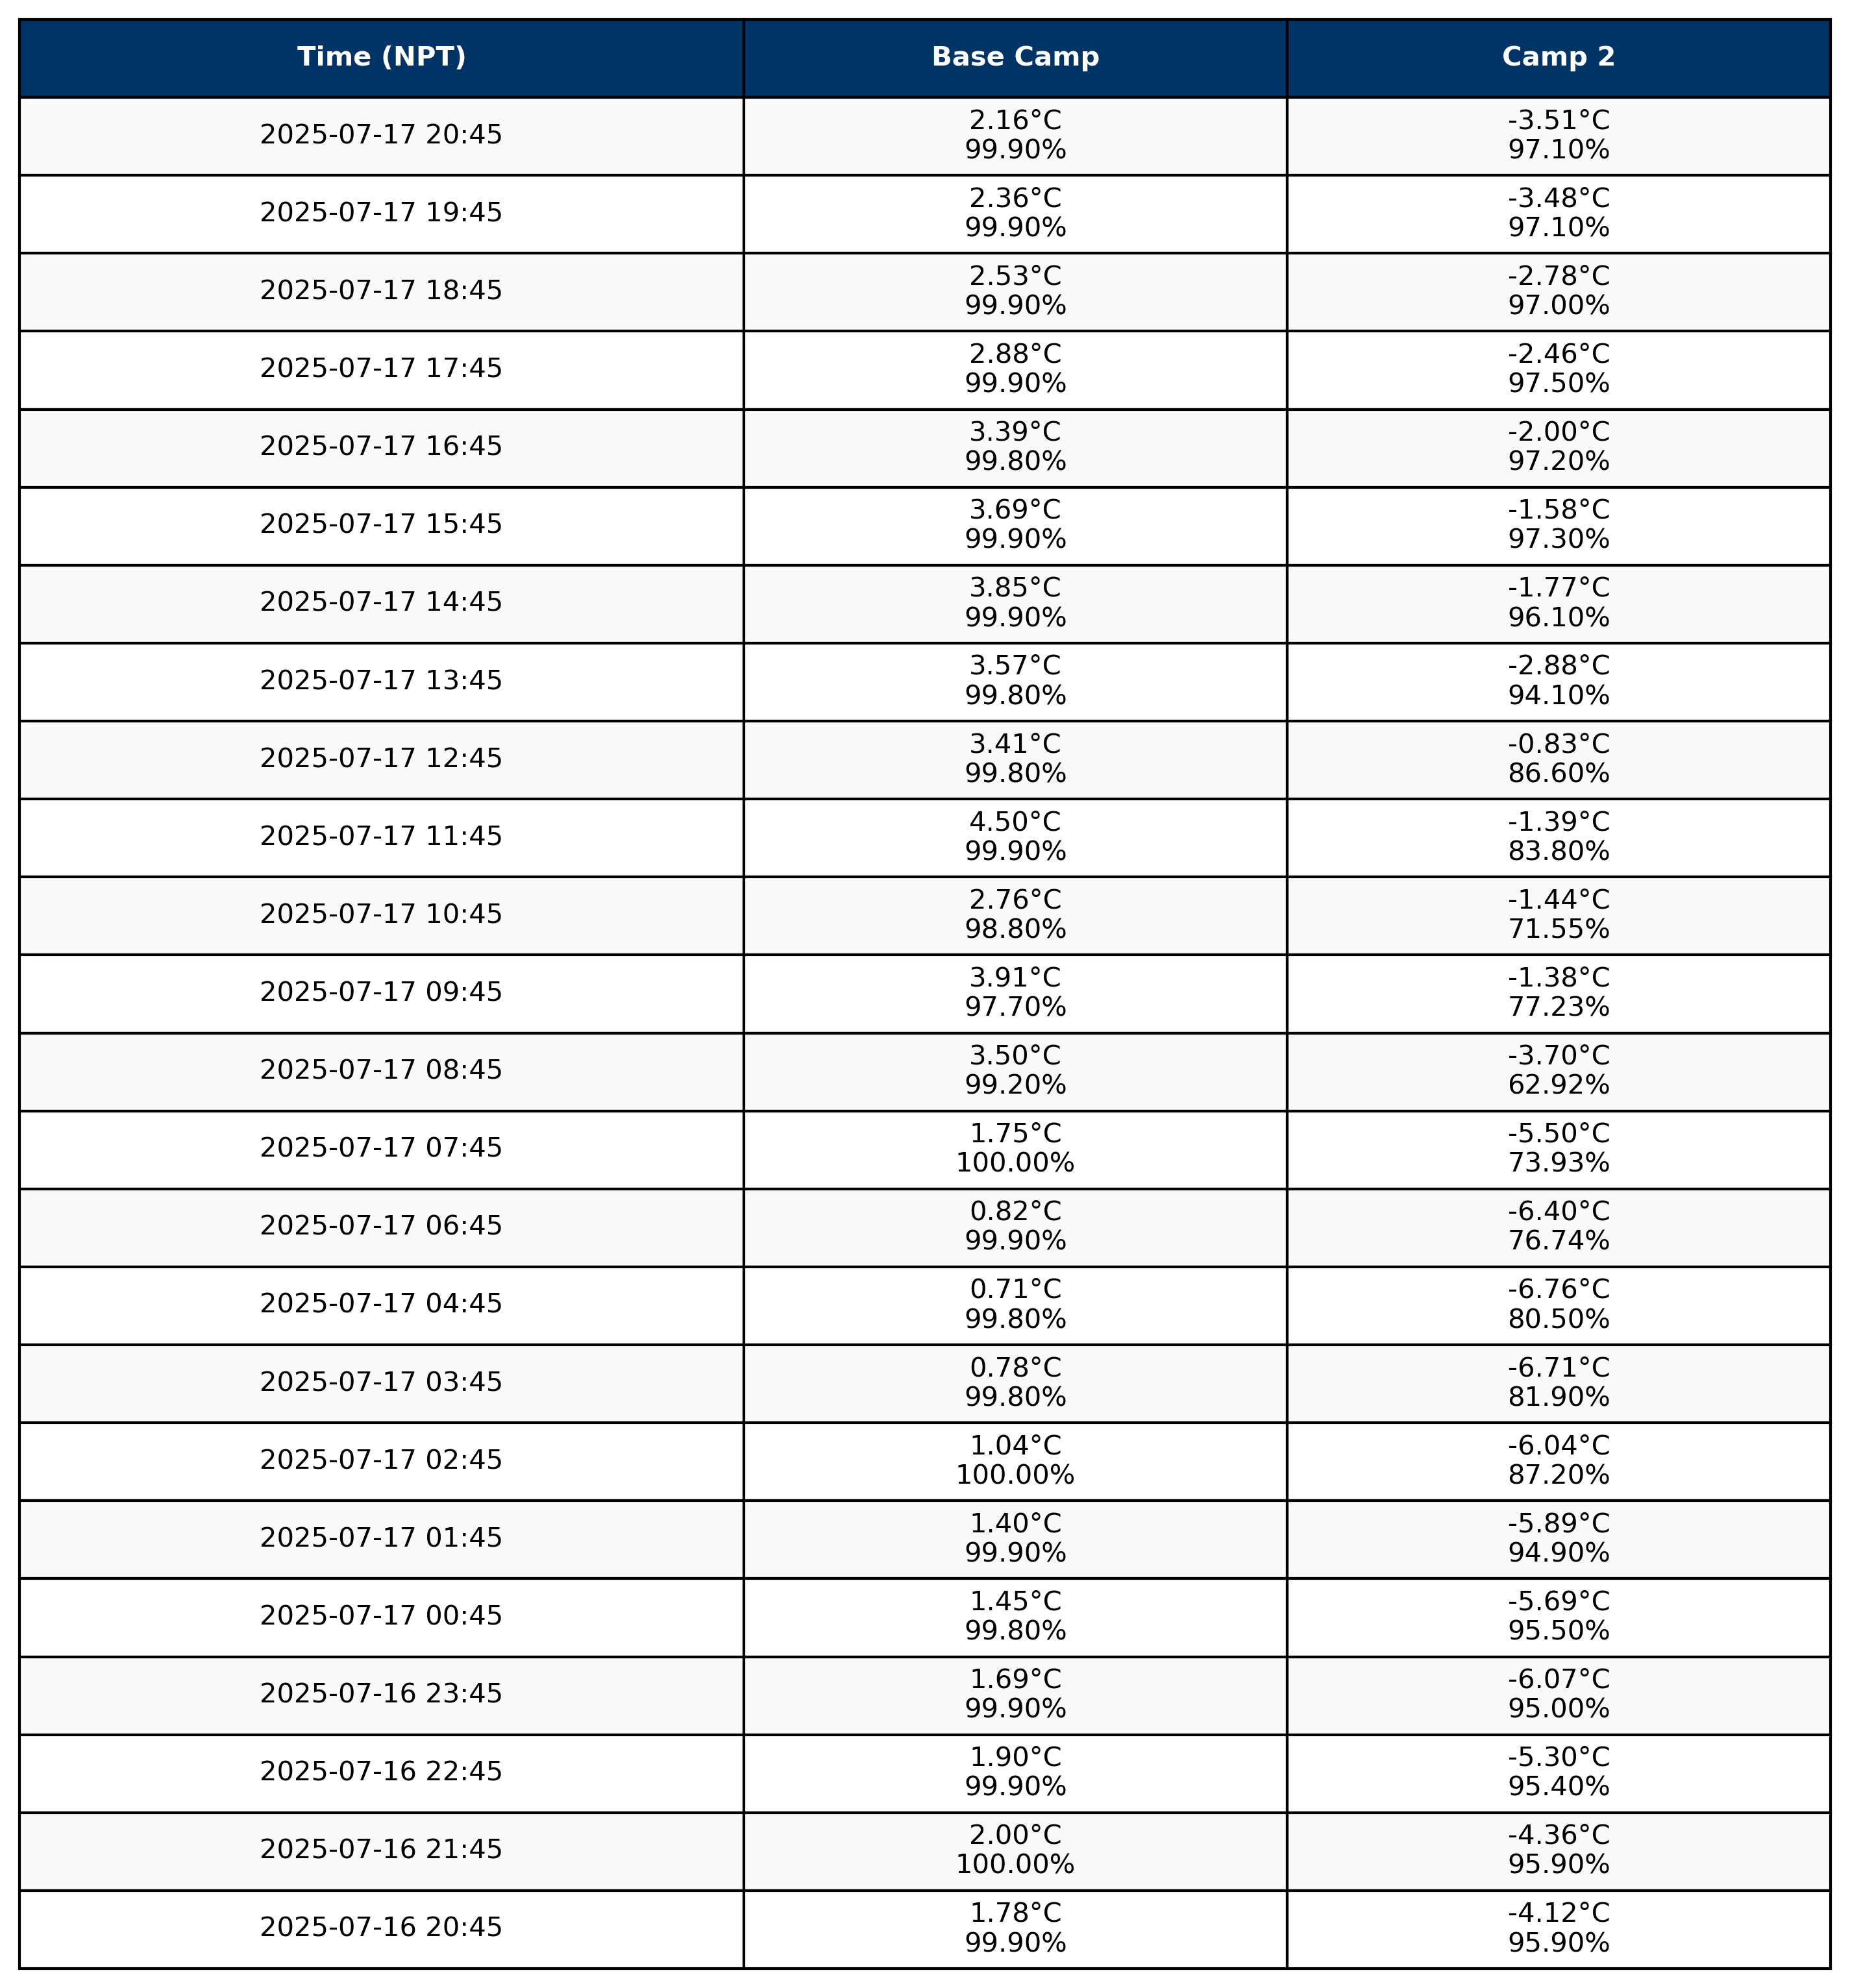 Time (NPT) Base Camp Camp 2
2025-07-17 20:45 2.16°C -3.51°C
99.90% 97.10%
2025-07-17 19:45 2.36°C -3.48°C
99.90% 97.10%
2025-07-17 18:45 2.53°C -2.78°C
99.90% 97.00%
2025-07-17 17:45 2.88°C -2.46°C
99.90% 97.50%
2025-07-17 16:45 3.39°C -2.00°C
99.80% 97.20%
2025-07-17 15:45 3.69°C -1.58°C
99.90% 97.30%
2025-07-17 14:45 3.85°C -1.77°C
99.90% 96.10%
2025-07-17 13:45 3.57°C -2.88°C
99.80% 94.10%
2025-07-17 12:45 3.41°C -0.83°C
99.80% 86.60%
2025-07-17 11:45 4.50°C -1.39°C
99.90% 83.80%
2025-07-17 10:45 2.76°C -1.44°C
98.80% 71.55%
2025-07-17 09:45 3.91°C -1.38°C
97.70% 77.23%
2025-07-17 08:45 3.50°C -3.70°C
99.20% 62.92%
2025-07-17 07:45 1.75°C -5.50°C
100.00% 73.93%
2025-07-17 06:45 0.82°C -6.40°C
99.90% 76.74%
2025-07-17 04:45 0.71°C -6.76°C
99.80% 80.50%
2025-07-17 03:45 0.78°C -6.71°C
99.80% 81.90%
2025-07-17 02:45 1.04°C -6.04°C
100.00% 87.20%
2025-07-17 01:45 1.40°C -5.89°C
99.90% 94.90%
2025-07-17 00:45 1.45°C -5.69°C
99.80% 95.50%
2025-07-16 23:45 1.69°C -6.07°C
99.90% 95.00%
2025-07-16 22:45 1.90°C -5.30°C
99.90% 95.40%
2025-07-16 21:45 2.00°C -4.36°C
100.00% 95.90%
2025-07-16 20:45 1.78°C -4.12°C
99.90% 95.90%